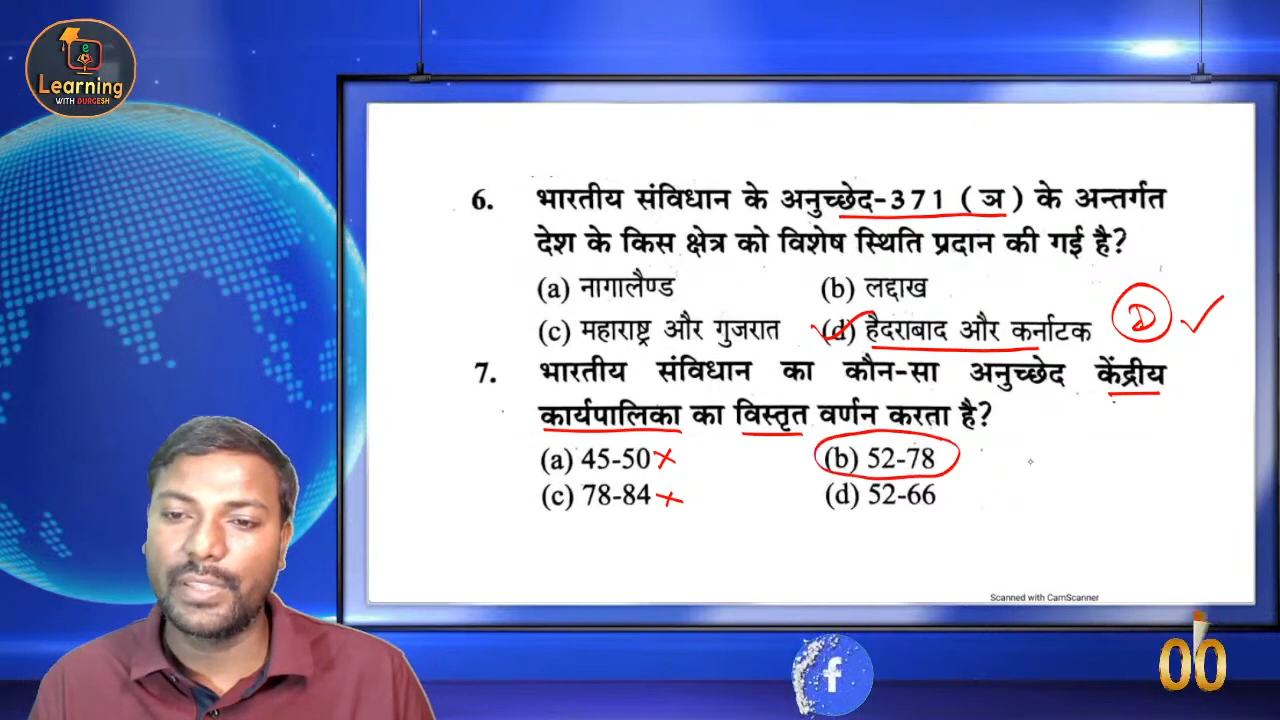 e
Learning
WITH DURGESH
6. भारतीय संविधान के अनुच्छेद-371 (ञ) के अन्तर्गत
देश के किस क्षेत्र को विशेष स्थिति प्रदान की गई है?
(a) नागालैण्ड (b) लद्दाख
(c) महाराष्ट्र और गुजरात (d) हैदराबाद और कर्नाटक D
7. भारतीय संविधान का कौन-सा अनुच्छेद केंद्रीय
कार्यपालिका का विस्तृत वर्णन करता है?
(a) 45-50 (b) 52-78
(c) 78-84 (d) 52-66
Scanned with CamScanner
f
00